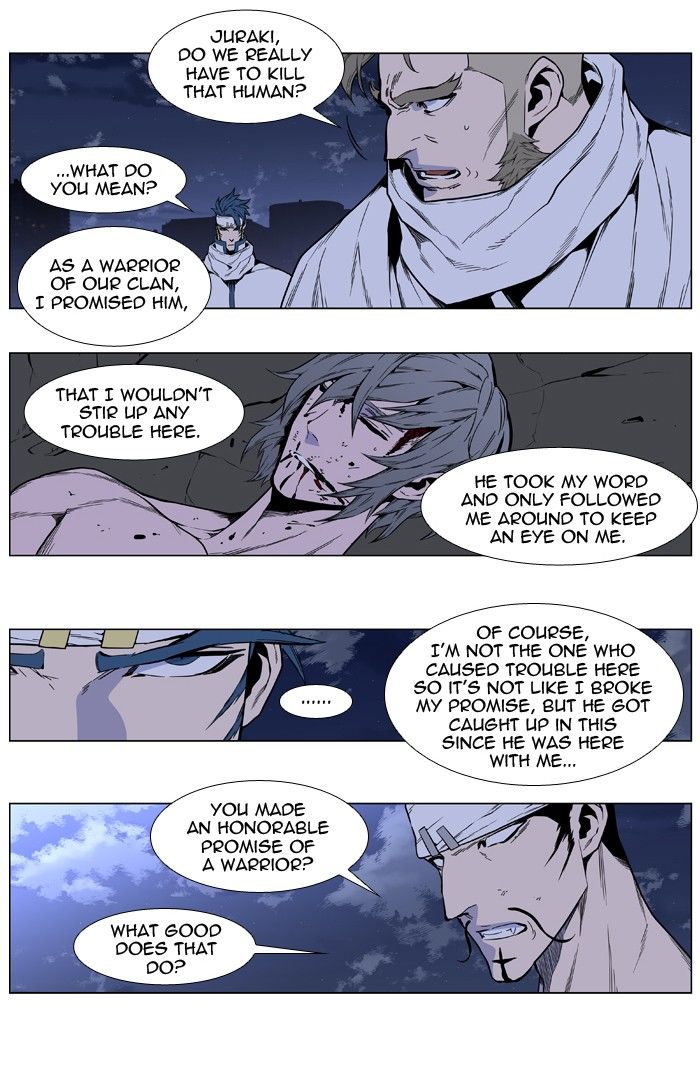 JURAKI,
DO WE REALLY
HAVE TO KILL
THAT HUMAN?
...WHAT DO
YOU MEAN?
AS A WARRIOR
OF OUR CLAN,
I PROMISED HIM,
THAT I WOULDN'T
STIR UP ANY
TROUBLE HERE.
HE TOOK MY WORD
AND ONLY FOLLOWED
ME AROUND TO KEEP
AN EYE ON ME.
......
OF COURSE,
I'M NOT THE ONE WHO
CAUSED TROUBLE HERE
SO IT'S NOT LIKE I BROKE
MY PROMISE, BUT HE GOT
CAUGHT UP IN THIS
SINCE HE WAS HERE
WITH ME...
YOU MADE
AN HONORABLE
PROMISE OF
A WARRIOR?
WHAT GOOD
DOES THAT
DO?